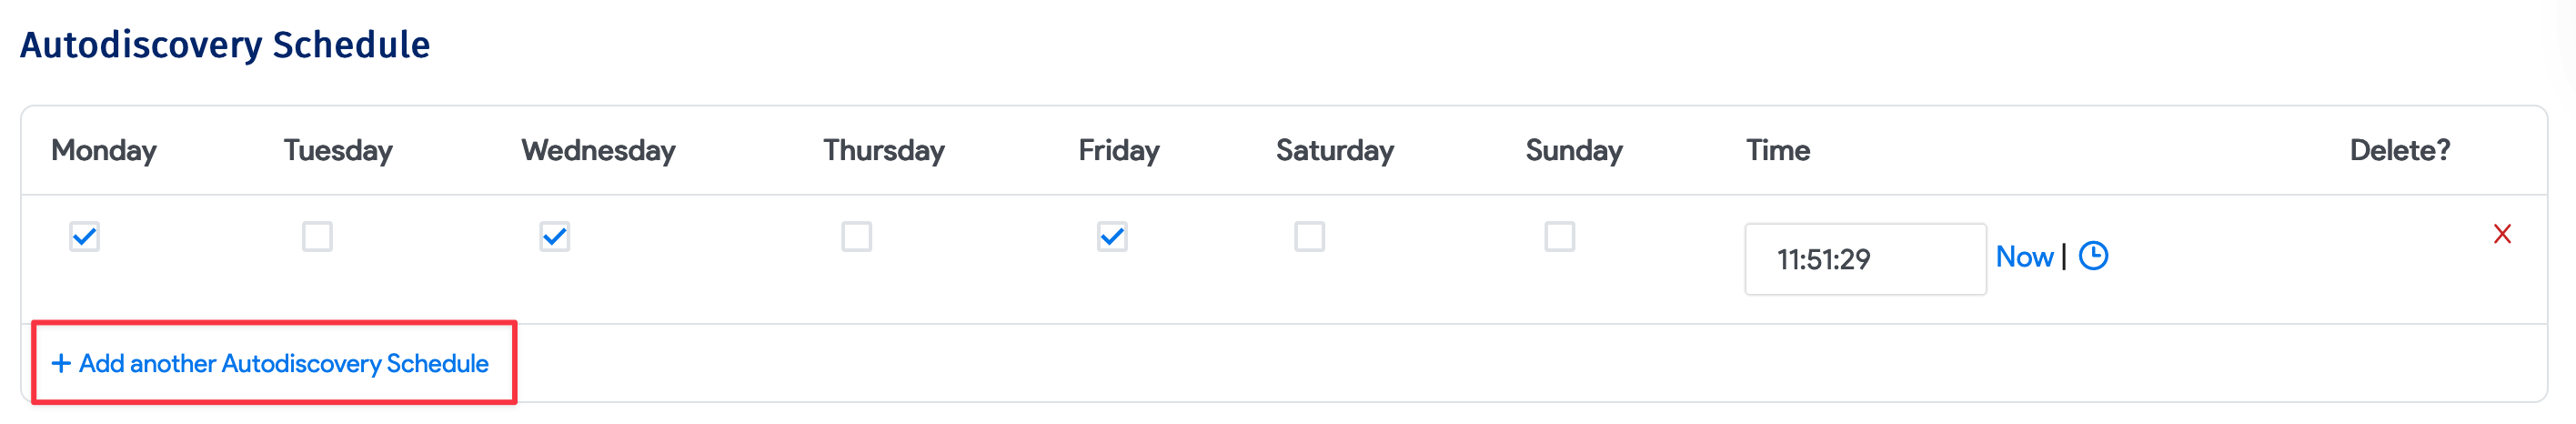 Autodiscovery Schedule
Monday Tuesday Wednesday Thursday Friday Saturday Sunday Time Delete?
11:51:29 Now |
+ Add another Autodiscovery Schedule